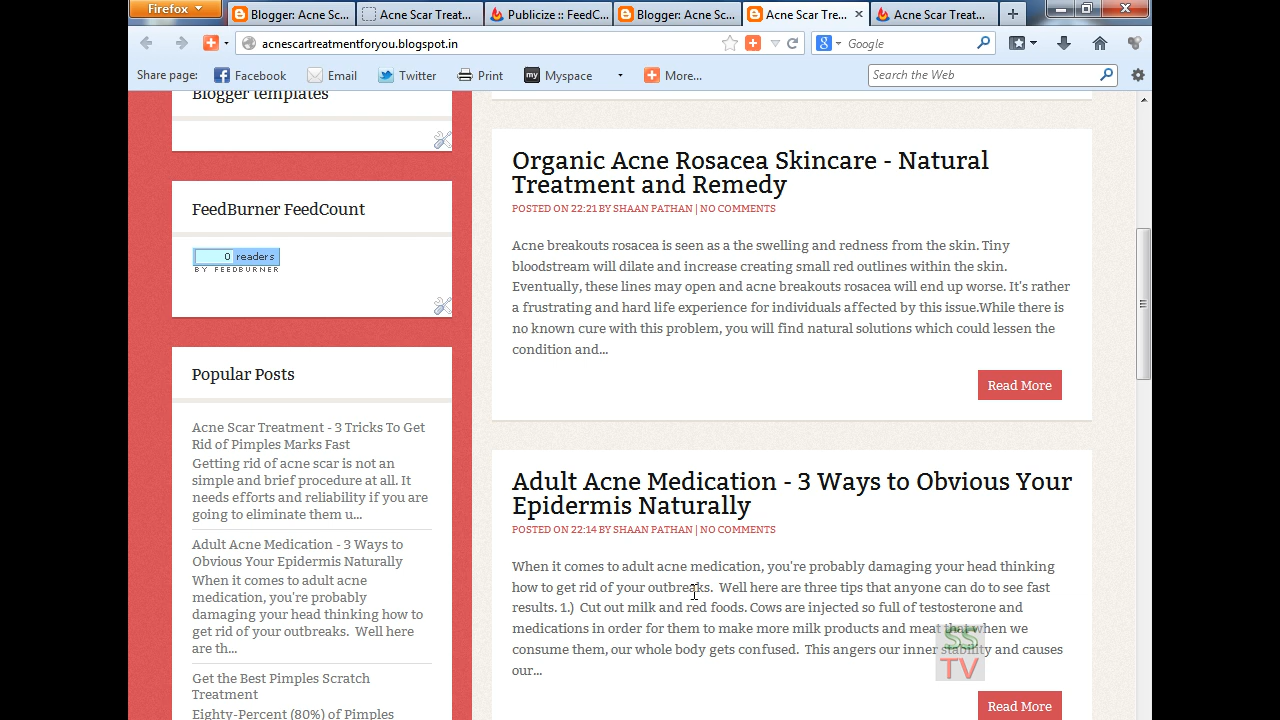 Firefox
Blogger: Acne Sc...
Acne Scar Treat...
Publicize :: FeedC...
Blogger: Acne Sc...
Acne Scar Tre...
Acne Scar Treat...
acnescartreatmentforyou.blogspot.in
Google
Share page:
Facebook
Email
Twitter
Print
my
Myspace
More...
Search the Web
Blogger templates
FeedBurner FeedCount
0 readers
BY FEEDBURNER
Popular Posts
Acne Scar Treatment - 3 Tricks To Get
Rid of Pimples Marks Fast
Getting rid of acne scar is not an
simple and brief procedure at all. It
needs efforts and reliability if you are
going to eliminate them u...
Adult Acne Medication - 3 Ways to
Obvious Your Epidermis Naturally
When it comes to adult acne
medication, you're probably
damaging your head thinking how to
get rid of your outbreaks.  Well here
are th...
Get the Best Pimples Scratch
Treatment
Eighty-Percent (80%) of Pimples
Organic Acne Rosacea Skincare - Natural
Treatment and Remedy
POSTED ON 22:21 BY SHAAN PATHAN | NO COMMENTS
Acne breakouts rosacea is seen as a the swelling and redness from the skin. Tiny
bloodstream will dilate and increase creating small red outlines within the skin.
Eventually, these lines may open and acne breakouts rosacea will end up worse. It's rather
a frustrating and hard life experience for individuals affected by this issue.While there is
no known cure with this problem, you will find natural solutions which could lessen the
condition and...
Read More
Adult Acne Medication - 3 Ways to Obvious Your
Epidermis Naturally
POSTED ON 22:14 BY SHAAN PATHAN | NO COMMENTS
When it comes to adult acne medication, you're probably damaging your head thinking
how to get rid of your outbreaks.  Well here are three tips that anyone can do to see fast
results. 1.)  Cut out milk and red foods. Cows are injected so full of testosterone and
medications in order for them to make more milk products and meat that when we
consume them, our whole body gets confused.  This angers our inner stability and causes
our...
Read More
SS
TV